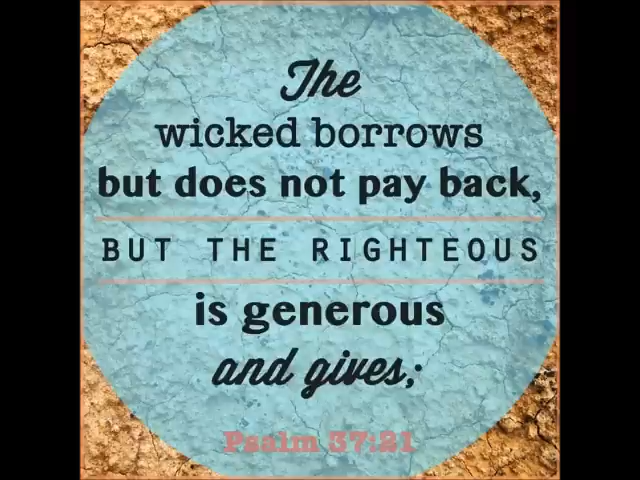 The
wicked borrows
but does not pay back,
BUT THE RIGHTEOUS
is generous
and gives;
Psalm 37:21